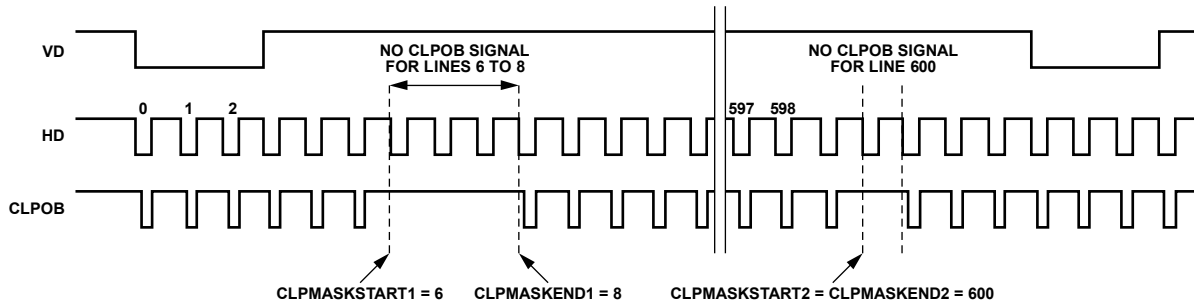 VD
NO CLPOB SIGNAL
FOR LINES 6 TO 8
NO CLPOB SIGNAL
FOR LINE 600
HD
0 1 2 597 598
CLPOB
CLPMASKSTART1 = 6 CLPMASKEND1 = 8 CLPMASKSTART2 = CLPMASKEND2 = 600